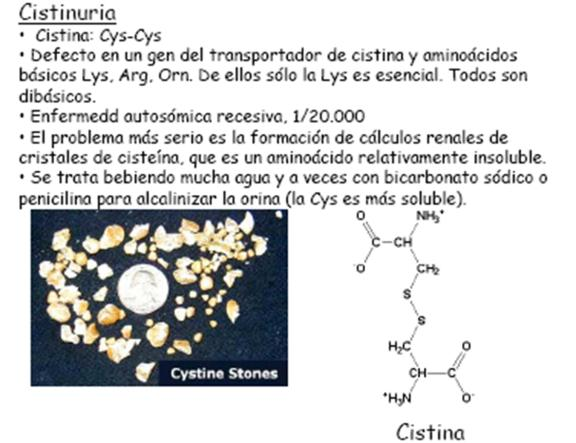 Cistinuria
• Cistina: Cys-Cys
• Defecto en un gen del transportador de cistina y aminoácidos
básicos Lys, Arg, Orn. De ellos sólo la Lys es esencial. Todos son
dibásicos.
• Enfermedd autosómica recesiva, 1/20.000
• El problema más serio es la formación de cálculos renales de
cristales de cisteína, que es un aminoácido relativamente insoluble.
• Se trata bebiendo mucha agua y a veces con bicarbonato sódico o
penicilina para alcalinizar la orina (la Cys es más soluble).
Cystine Stones
O NH₃⁺
C-CH
⁻O CH₂
S
S
H₂C O
CH-C
⁺H₃N O⁻
Cistina